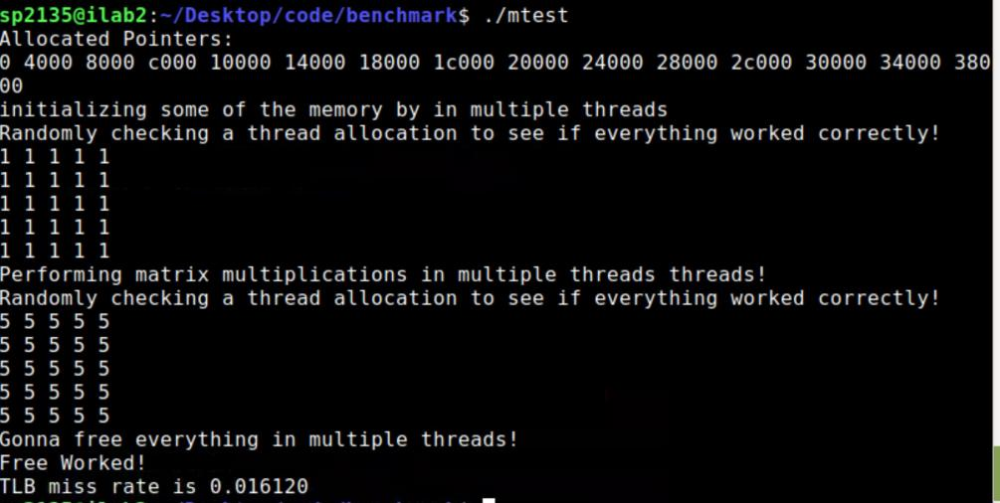 sp2135@ilab2:~/Desktop/code/benchmark$ ./mtest
Allocated Pointers:
0 4000 8000 c000 10000 14000 18000 1c000 20000 24000 28000 2c000 30000 34000 380
00
initializing some of the memory by in multiple threads
Randomly checking a thread allocation to see if everything worked correctly!
1 1 1 1 1
1 1 1 1 1
1 1 1 1 1
1 1 1 1 1
1 1 1 1 1
Performing matrix multiplications in multiple threads threads!
Randomly checking a thread allocation to see if everything worked correctly!
5 5 5 5 5
5 5 5 5 5
5 5 5 5 5
5 5 5 5 5
5 5 5 5 5
Gonna free everything in multiple threads!
Free Worked!
TLB miss rate is 0.016120